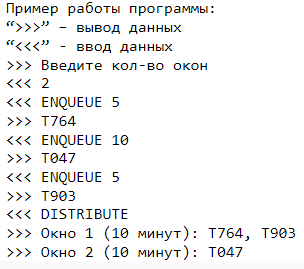 Пример работы программы:
“>>>” – вывод данных
“<<<” - ввод данных
>>> Введите кол-во окон
<<< 2
<<< ENQUEUE 5
>>> T764
<<< ENQUEUE 10
>>> T047
<<< ENQUEUE 5
>>> T903
<<< DISTRIBUTE
>>> Окно 1 (10 минут): T764, T903
>>> Окно 2 (10 минут): T047